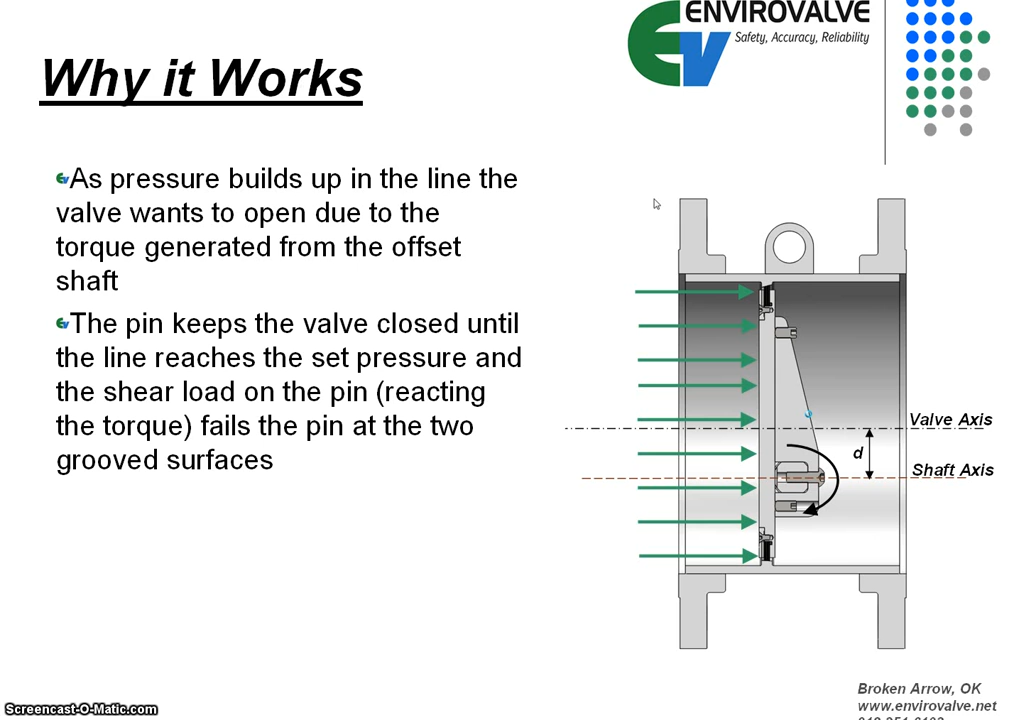 ENVIROVALVE
Safety, Accuracy, Reliability
EV
Why it Works
As pressure builds up in the line the
valve wants to open due to the
torque generated from the offset
shaft
The pin keeps the valve closed until
the line reaches the set pressure and
the shear load on the pin (reacting
the torque) fails the pin at the two
grooved surfaces
Valve Axis
d
Shaft Axis
Broken Arrow, OK
www.envirovalve.net
Screencast-O-Matic.com